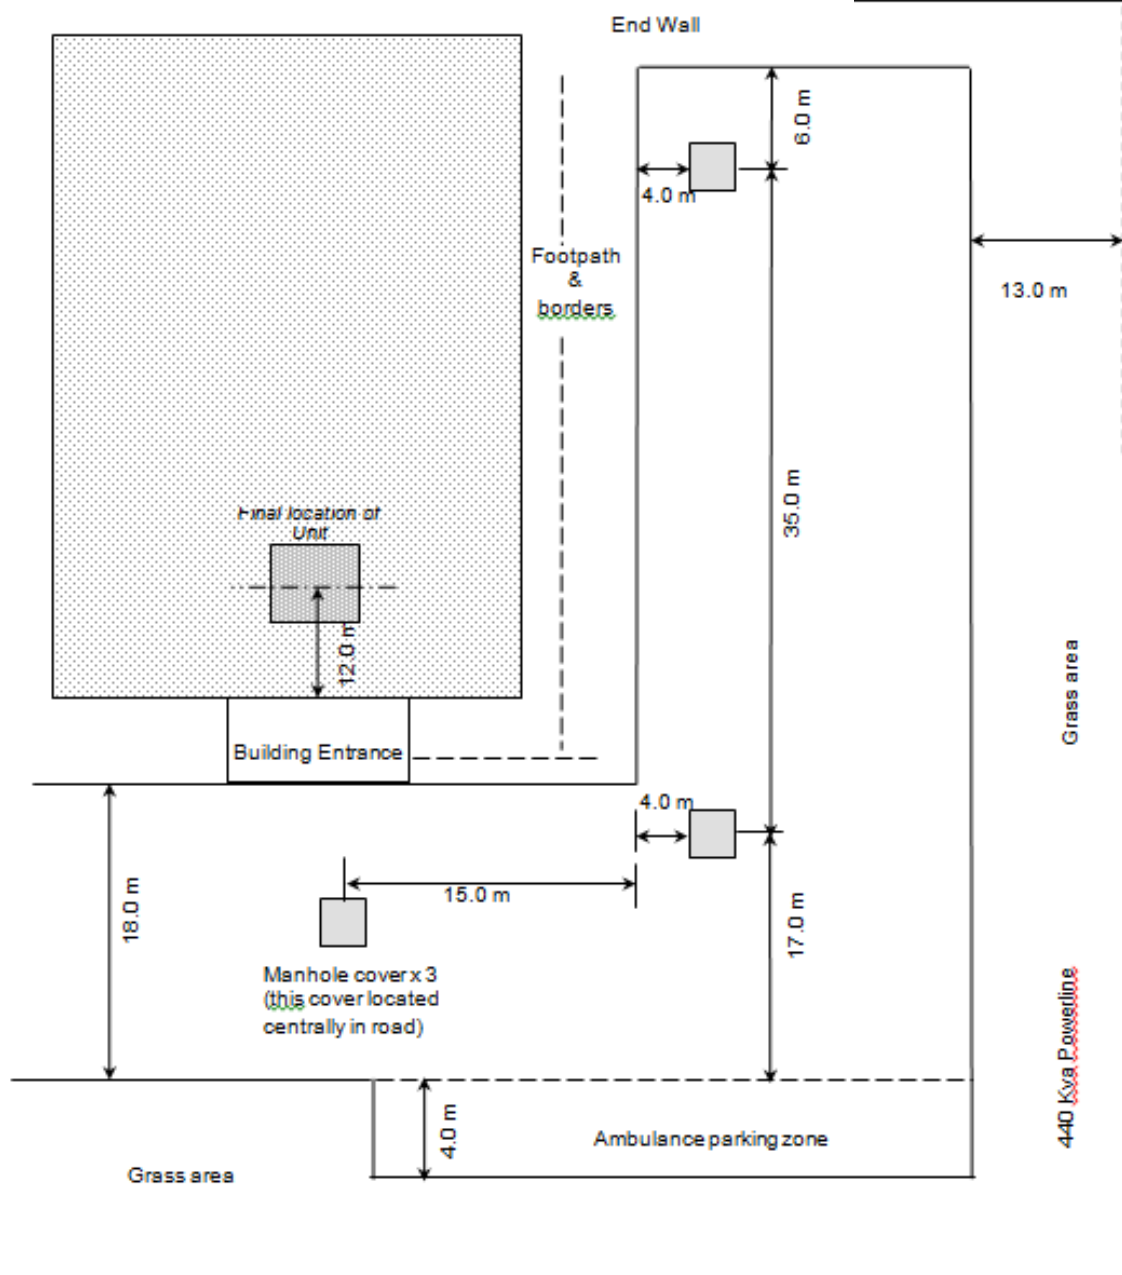 End Wall
6.0 m
4.0 m
Footpath
&
borders
13.0 m
35.0 m
Final location of
Unit
12.0 m
Grass area
Building Entrance
4.0 m
15.0 m
18.0 m
17.0 m
Manhole cover x 3
(this cover located
centrally in road)
440 Kva Powerline
4.0 m
Ambulance parking zone
Grass area